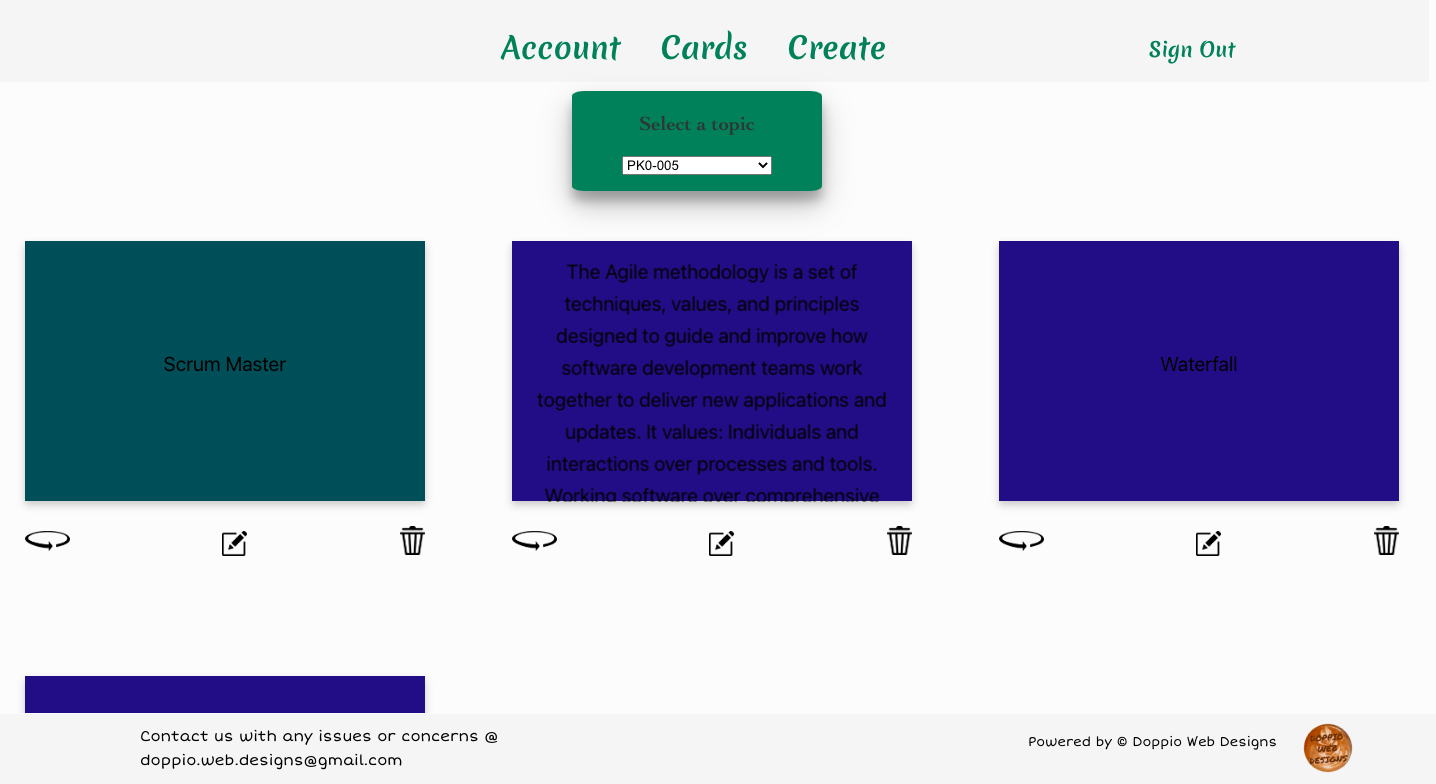 Account Cards Create Sign Out
Select a topic
PK0-005
Scrum Master
The Agile methodology is a set of
techniques, values, and principles
designed to guide and improve how
software development teams work
together to deliver new applications and
updates. It values: Individuals and
interactions over processes and tools.
Working software over comprehensive
Waterfall
Contact us with any issues or concerns @
doppio.web.designs@gmail.com
Powered by © Doppio Web Designs
DOPPIO
WEB
DESIGNS